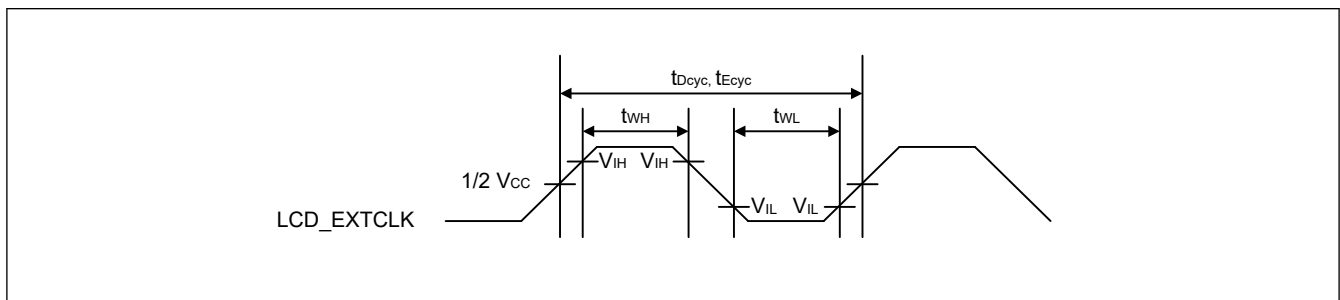 tDcyc, tEcyc
tWH
tWL
VIH VIH
1/2 VCC
VIL VIL
LCD_EXTCLK